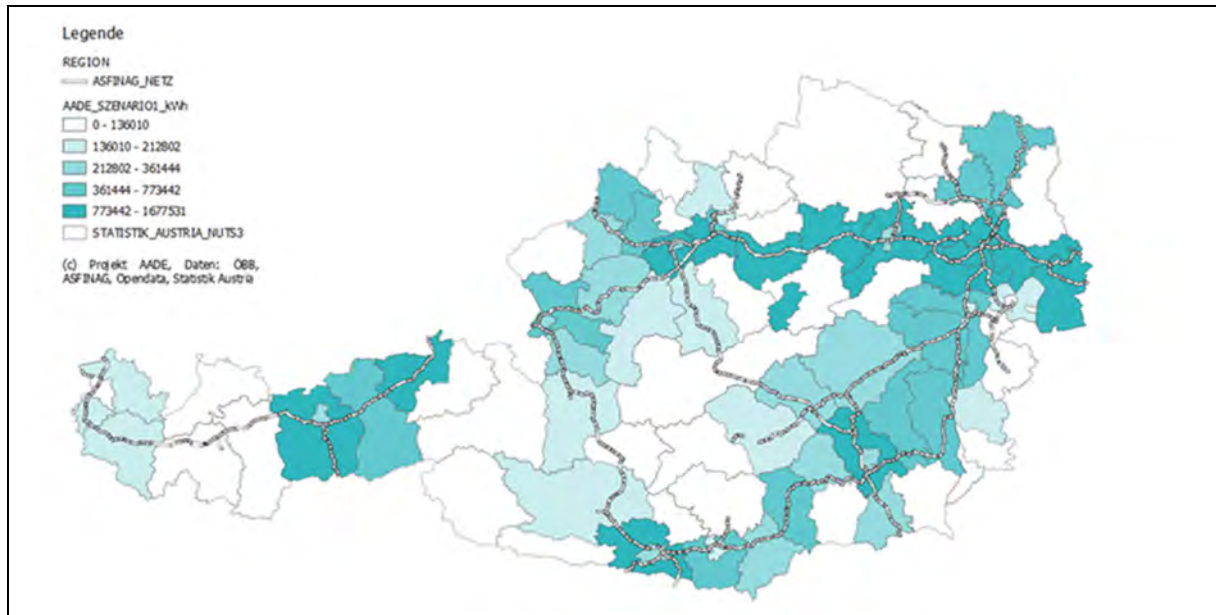 Legende
REGION
ASFINAG_NETZ
AADE_SZENARIO1_kWh
0 - 136010
136010 - 212802
212802 - 361444
361444 - 773442
773442 - 1677531
STATISTIK_AUSTRIA_NUTS3
(c) Projekt AADE, Daten: ÖBB,
ASFINAG, Opendata, Statistik Austria